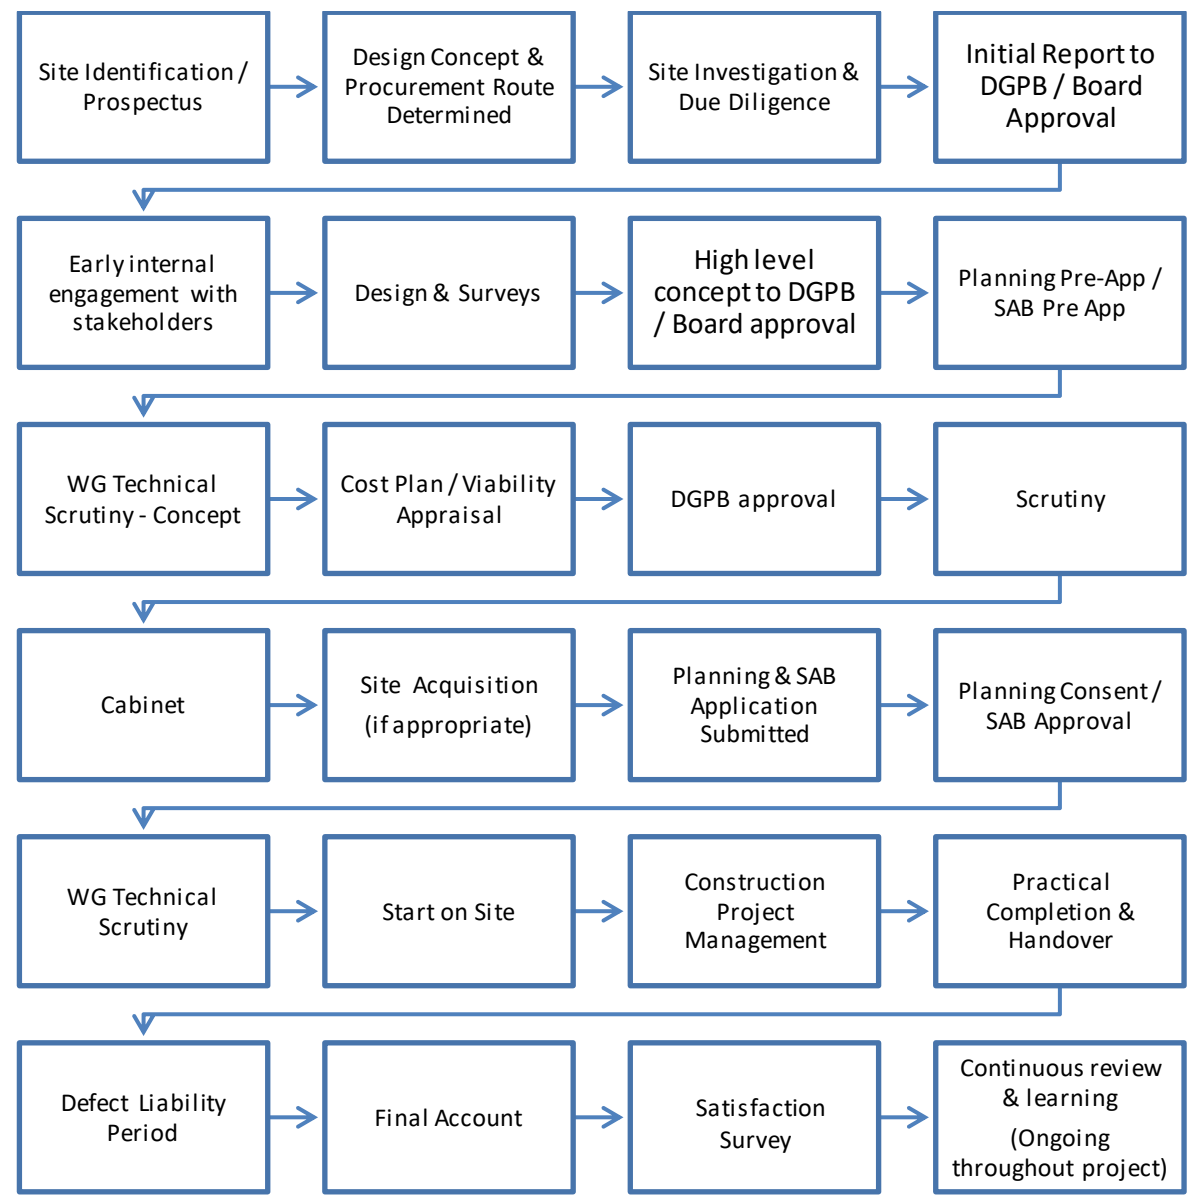 Site Identification /
Prospectus
Design Concept &
Procurement Route
Determined
Site Investigation &
Due Diligence
Initial Report to
DGPB / Board
Approval
Early internal
engagement with
stakeholders
Design & Surveys
High level
concept to DGPB
/ Board approval
Planning Pre-App /
SAB Pre App
WG Technical
Scrutiny - Concept
Cost Plan / Viability
Appraisal
DGPB approval
Scrutiny
Cabinet
Site Acquisition
(if appropriate)
Planning & SAB
Application
Submitted
Planning Consent /
SAB Approval
WG Technical
Scrutiny
Start on Site
Construction
Project
Management
Practical
Completion &
Handover
Defect Liability
Period
Final Account
Satisfaction
Survey
Continuous review
& learning
(Ongoing
throughout project)